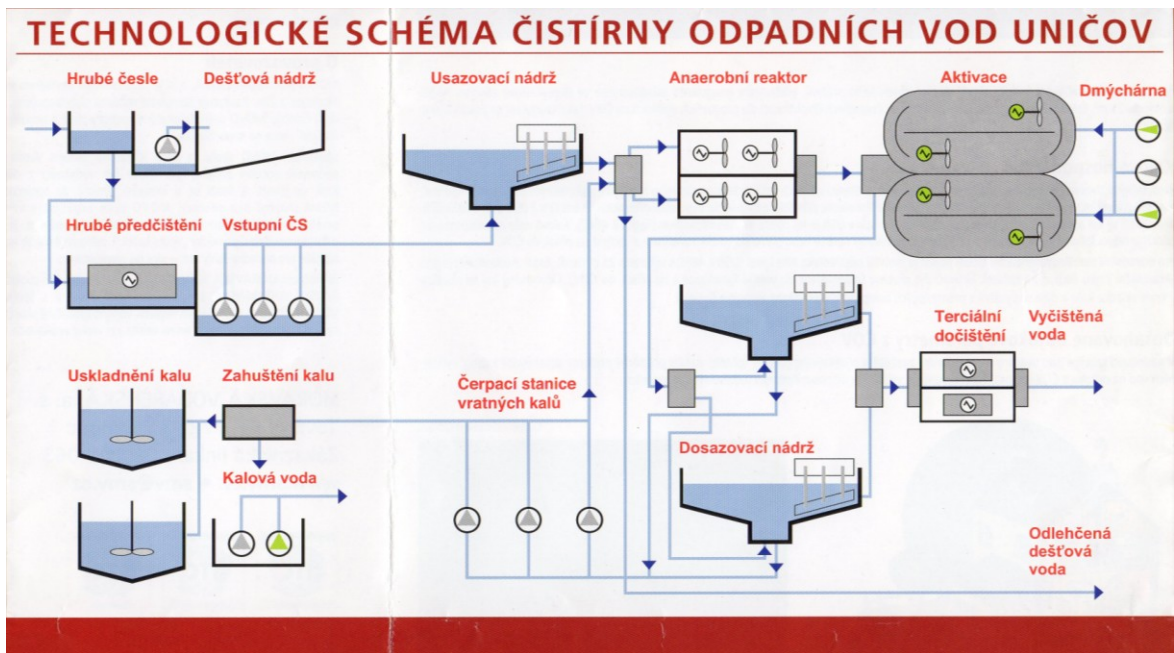 TECHNOLOGICKÉ SCHÉMA ČISTÍRNY ODPADNÍCH VOD UNIČOV
Hrubé česle
Dešťová nádrž
Usazovací nádrž
Anaerobní reaktor
Aktivace
Dmýchárna
Hrubé předčištění
Vstupní ČS
Terciální
dočištění
Vyčištěná
voda
Uskladnění kalu
Zahuštění kalu
Čerpací stanice
vratných kalů
Kalová voda
Dosazovací nádrž
Odlehčená
dešťová
voda